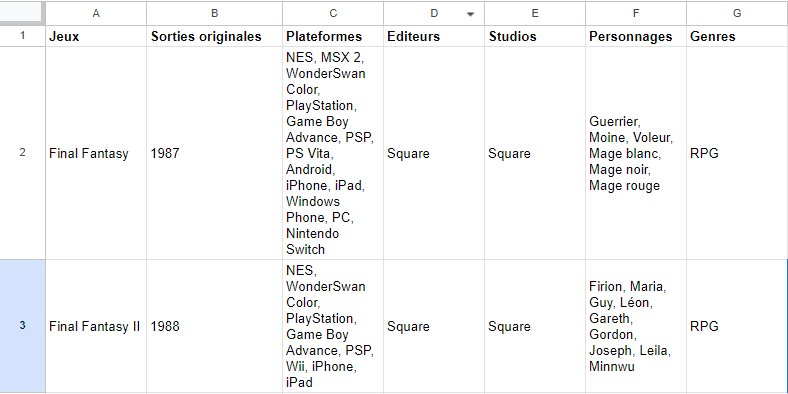 A B C D E F G
1 Jeux Sorties originales Plateformes Editeurs Studios Personnages Genres
NES, MSX 2,
WonderSwan
Color,
PlayStation,
Game Boy
Advance, PSP,
PS Vita,
Android,
iPhone, iPad,
Windows
Phone, PC,
Nintendo
Switch
Guerrier,
Moine, Voleur,
Mage blanc,
Mage noir,
Mage rouge
2 Final Fantasy 1987 Square Square RPG
NES,
WonderSwan
Color,
PlayStation,
Game Boy
Advance, PSP,
Wii, iPhone,
iPad
Firion, Maria,
Guy, Léon,
Gareth,
Gordon,
Joseph, Leila,
Minnwu
3 Final Fantasy II 1988 Square Square RPG